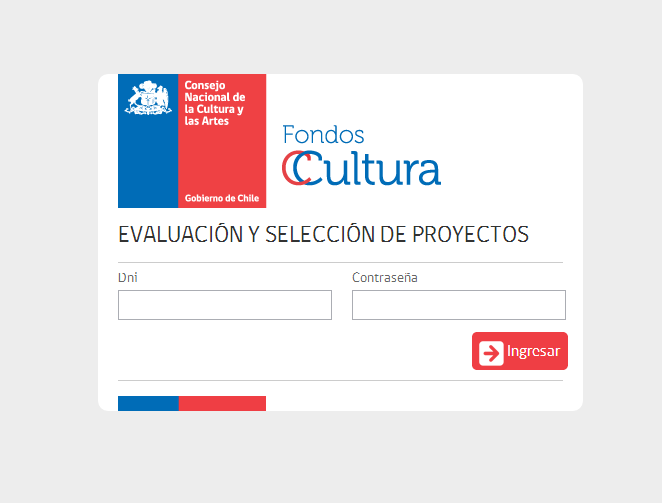 Consejo
Nacional de
la Cultura y
las Artes
Gobierno de Chile
Fondos
Cultura
EVALUACIÓN Y SELECCIÓN DE PROYECTOS
Dni
Contraseña
Ingresar